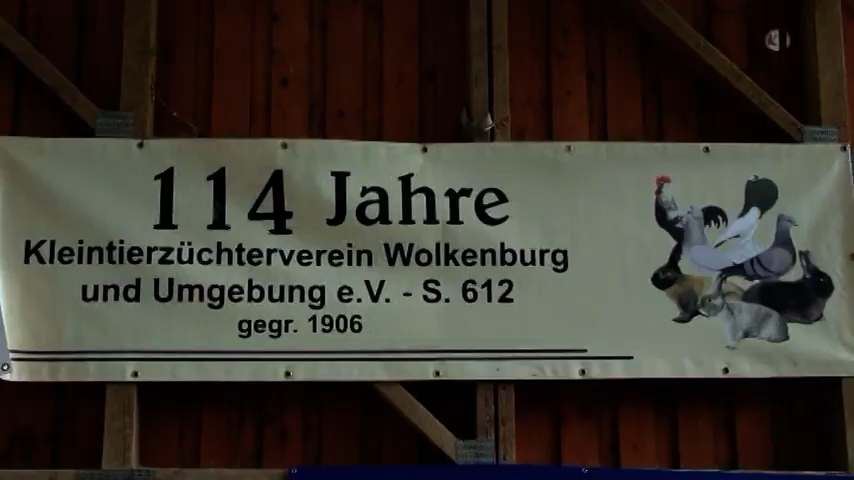 114 Jahre
Kleintierzüchterverein Wolkenburg
und Umgebung e.V. - S. 612
gegr. 1906